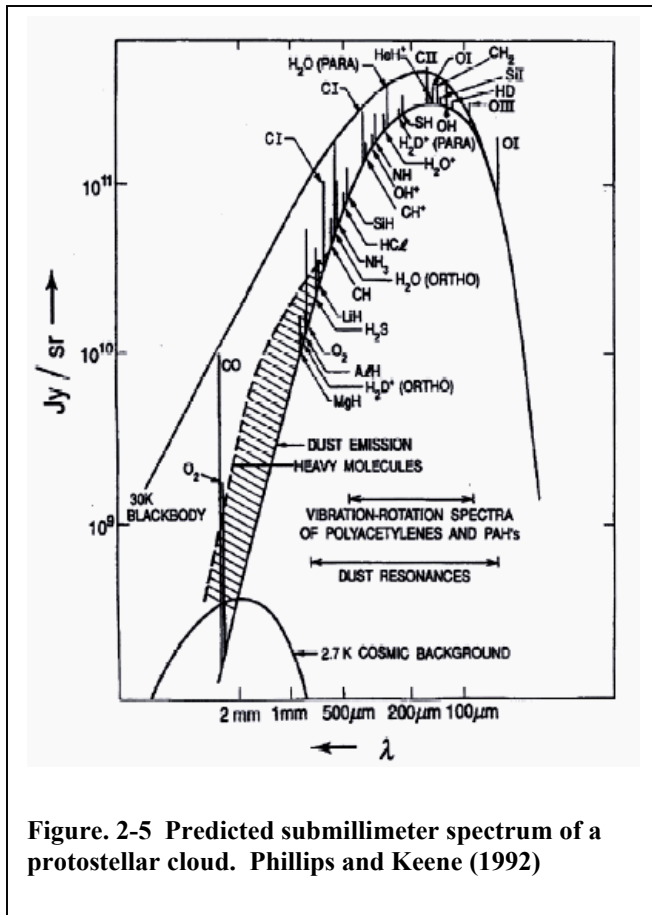 HeH⁺
CII
OI
CH₂
SiII
HD
OIII
OI
H₂O (PARA)
CI
CI
SH
OH
H₂D⁺ (PARA)
H₂O⁺
NH
OH⁺
CH⁺
SiH
HCℓ
NH₃
H₂O (ORTHO)
CH
LiH
H₂S
O₂
AℓH
H₂D⁺ (ORTHO)
MgH
CO
O₂
DUST EMISSION
HEAVY MOLECULES
30K
BLACKBODY
VIBRATION-ROTATION SPECTRA
OF POLYACETYLENES AND PAH's
DUST RESONANCES
2.7 K COSMIC BACKGROUND
10¹¹
10¹⁰
10⁹
Jy / sr →
2 mm 1mm 500μm 200μm 100μm
← λ
Figure. 2-5 Predicted submillimeter spectrum of a
protostellar cloud. Phillips and Keene (1992)